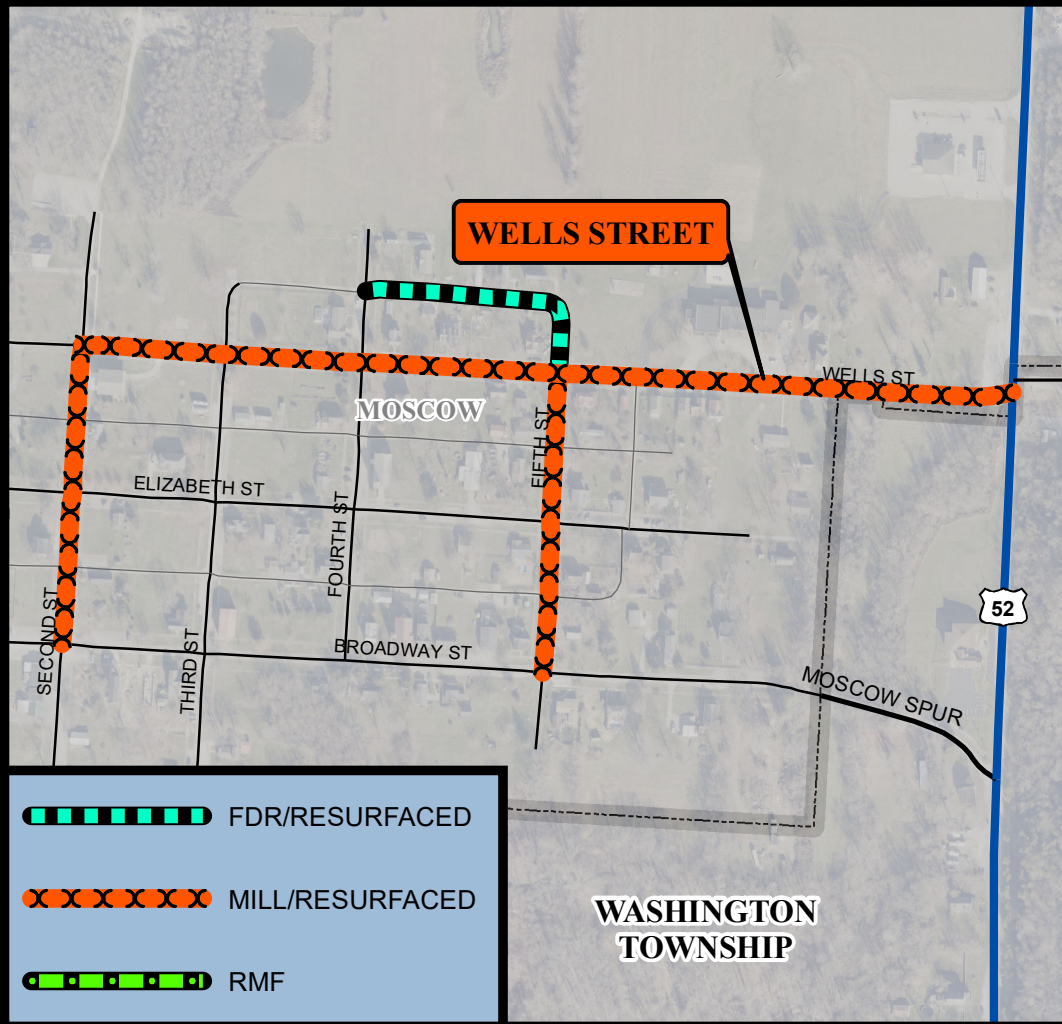 WELLS STREET
WELLS ST
MOSCOW
FIFTH ST
ELIZABETH ST
FOURTH ST
SECOND ST
THIRD ST
BROADWAY ST
52
MOSCOW SPUR
FDR/RESURFACED
MILL/RESURFACED
RMF
WASHINGTON
TOWNSHIP